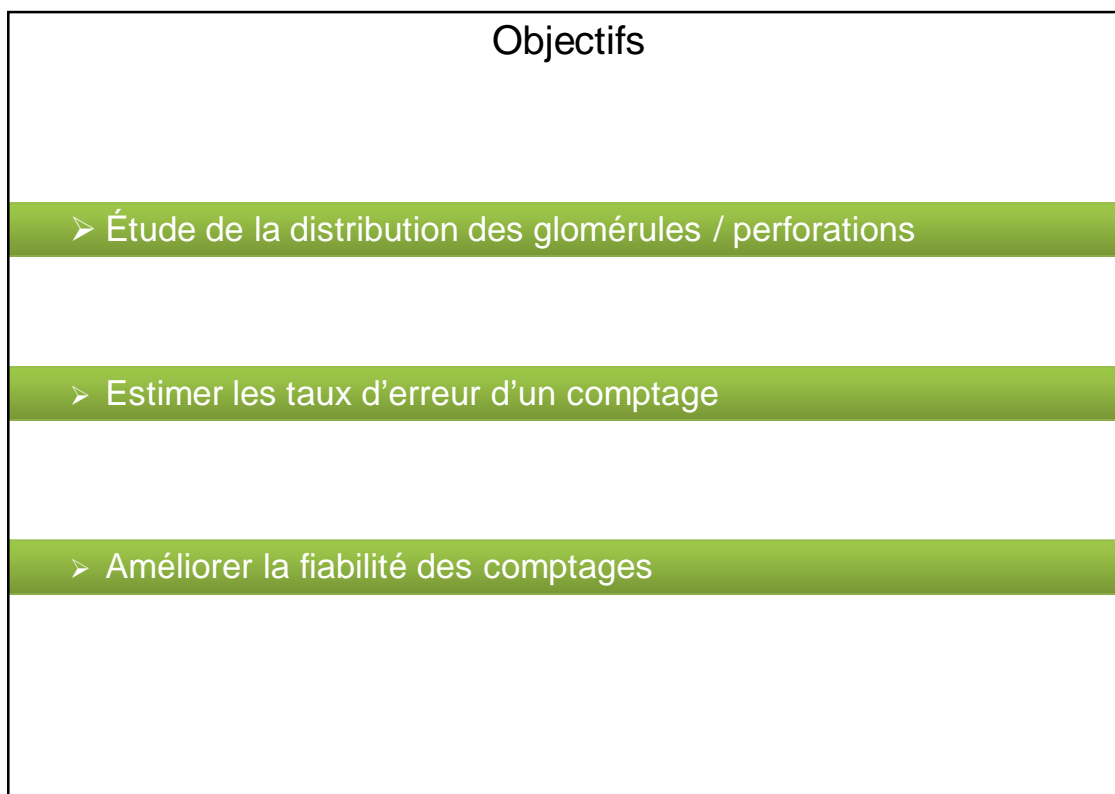 Objectifs
➢ Étude de la distribution des glomérules / perforations
➢ Estimer les taux d’erreur d’un comptage
➢ Améliorer la fiabilité des comptages